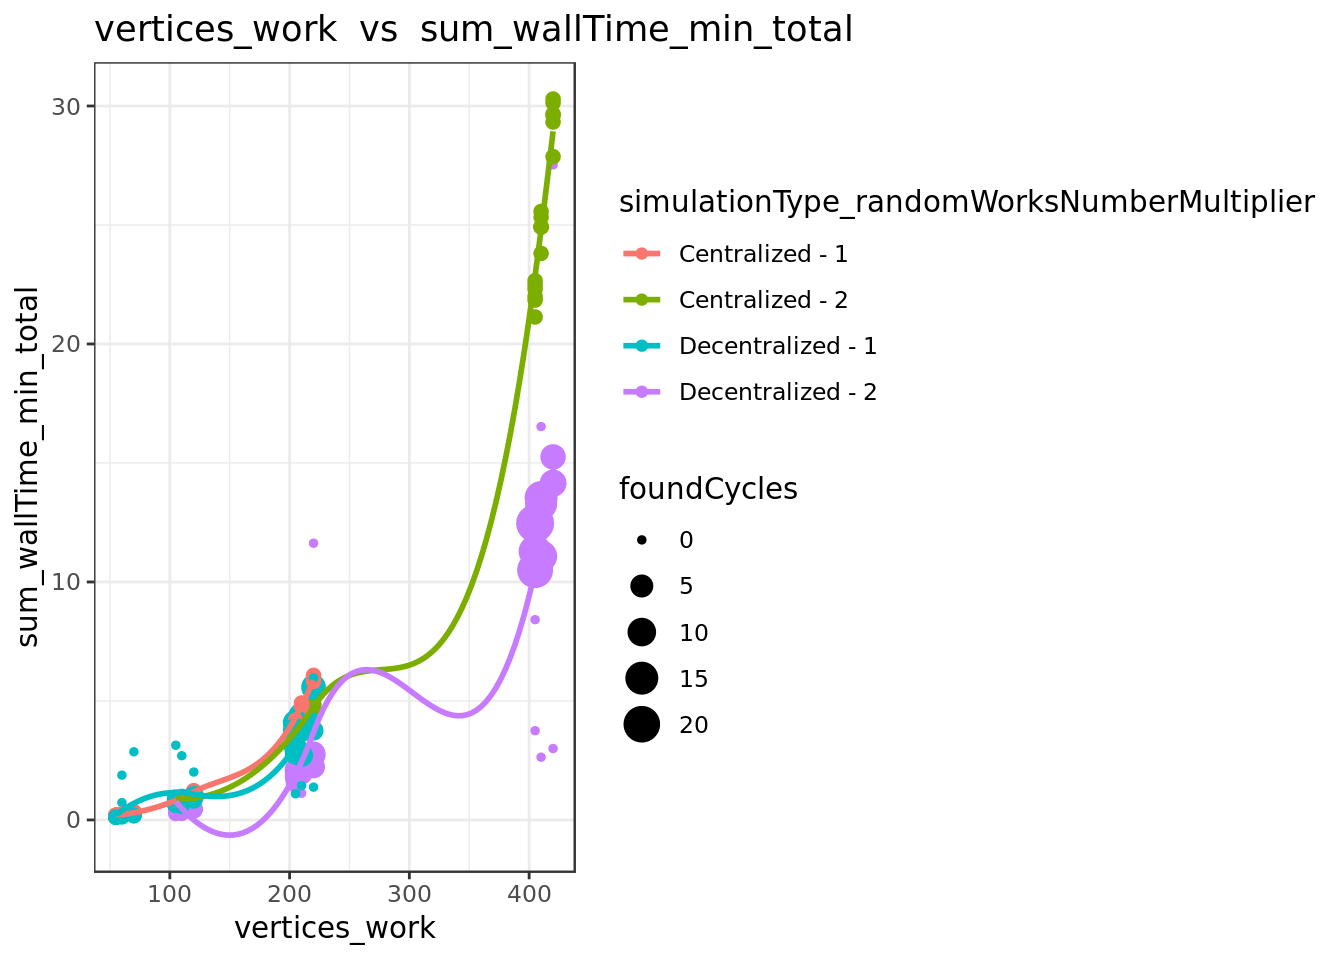 vertices_work vs sum_wallTime_min_total
sum_wallTime_min_total
30
20
10
0
100 200 300 400
vertices_work
simulationType_randomWorksNumberMultiplier
Centralized - 1
Centralized - 2
Decentralized - 1
Decentralized - 2
foundCycles
0
5
10
15
20